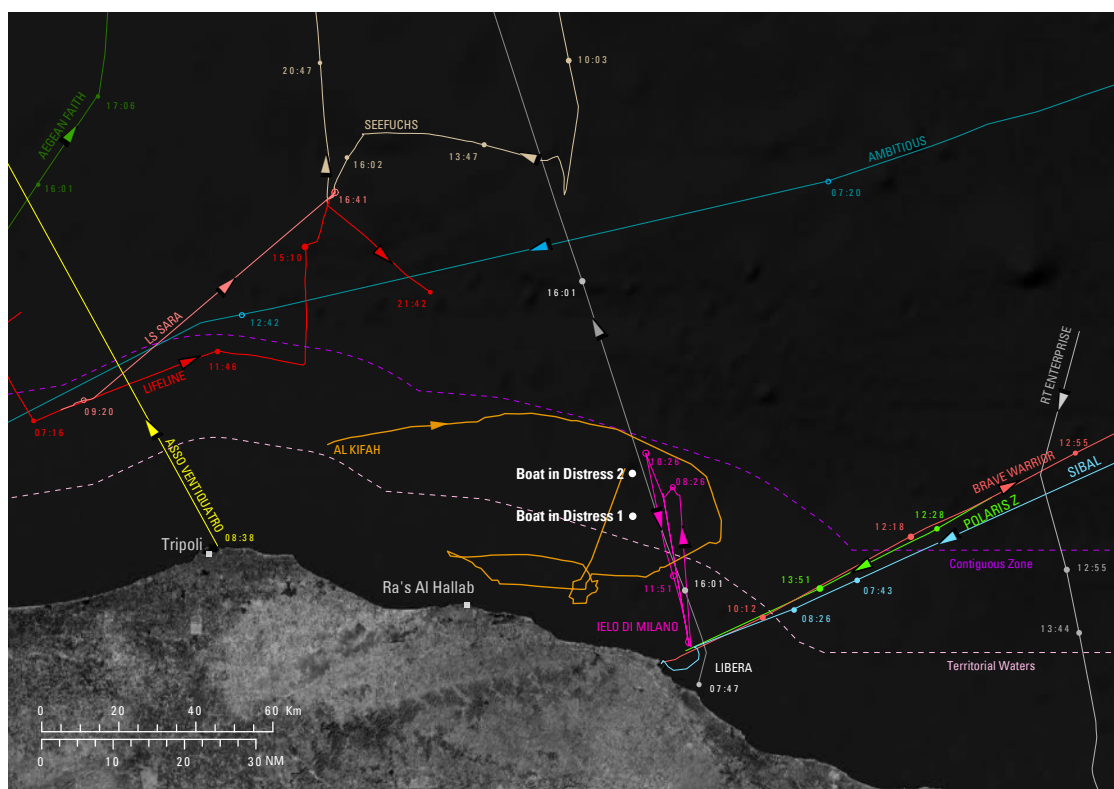 20:47
10:03
17:06
AEGEAN FAITH
SEEFUCHS
13:47
AMBITIOUS
16:02
16:01
07:20
16:41
15:10
21:42
16:01
12:42
LS SARA
RT ENTERPRISE
11:46
LIFELINE
09:20
07:16
ASSO VENTIQUATRO
AL KIFAH
12:55
BRAVE WARRIOR
SIBAL
10:26
Boat in Distress 2
08:26
POLARIS Z
Boat in Distress 1
12:28
12:18
08:38
Tripoli
Contiguous Zone
12:55
07:43
13:51
11:51
16:01
Ra's Al Hallab
08:26
10:12
IELO DI MILANO
13:44
LIBERA
Territorial Waters
07:47
0 20 40 60 Km
0 10 20 30 NM